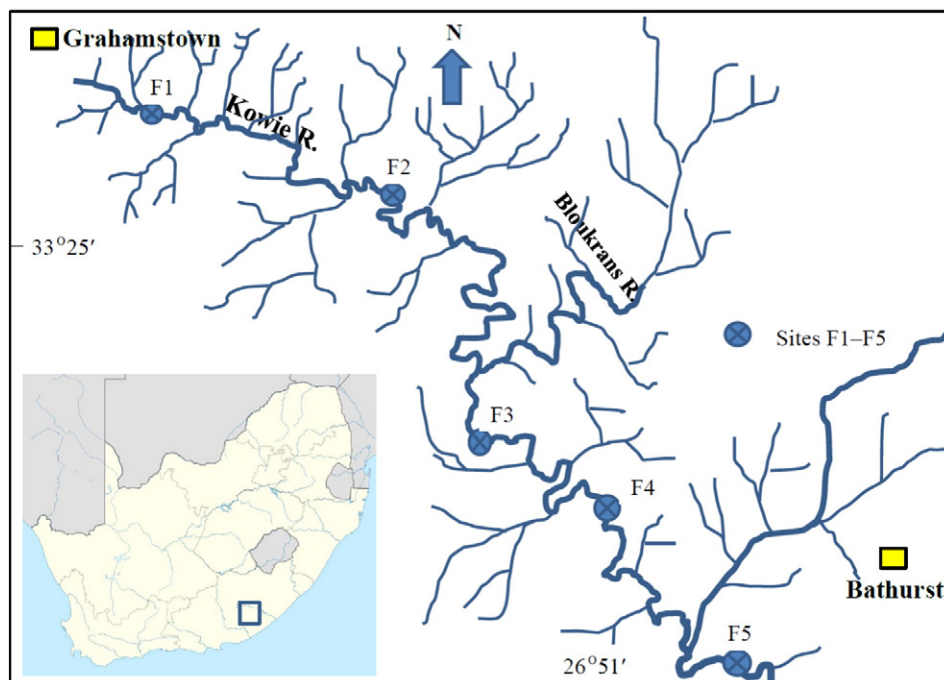 Grahamstown
N
F1
Kowie R.
F2
Bloukrans R.
33°25′
Sites F1–F5
F3
F4
Bathurst
F5
26°51′